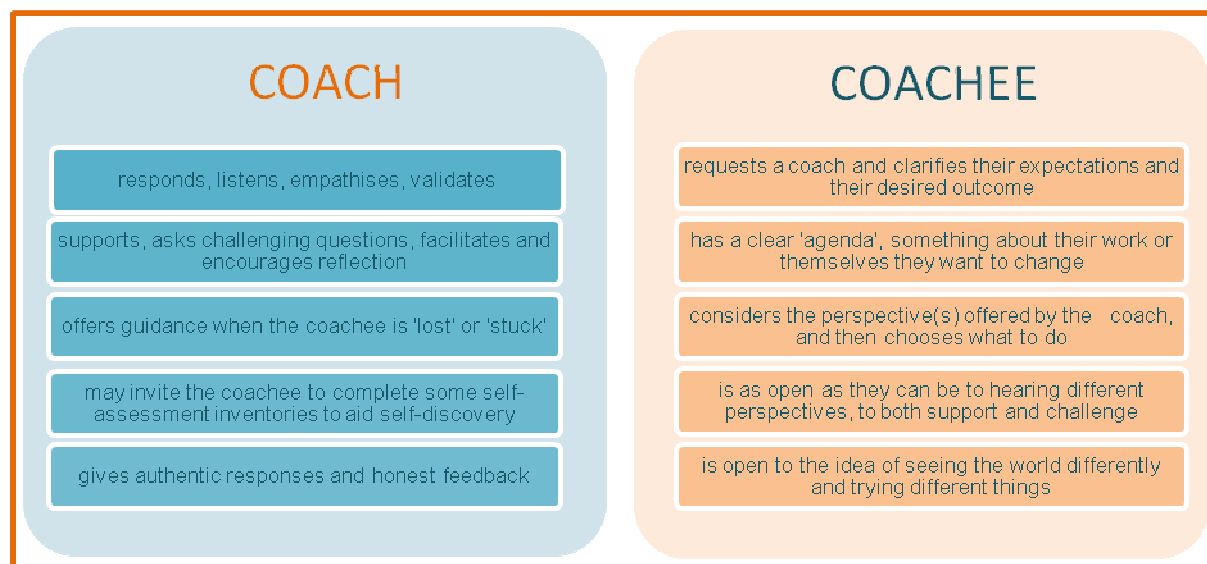 COACH
responds, listens, empathises, validates
supports, asks challenging questions, facilitates and
encourages reflection
offers guidance when the coachee is 'lost' or 'stuck'
may invite the coachee to complete some self-
assessment inventories to aid self-discovery
gives authentic responses and honest feedback
COACHEE
requests a coach and clarifies their expectations and
their desired outcome
has a clear 'agenda', something about their work or
themselves they want to change
considers the perspective(s) offered by the coach,
and then chooses what to do
is as open as they can be to hearing different
perspectives, to both support and challenge
is open to the idea of seeing the world differently
and trying different things